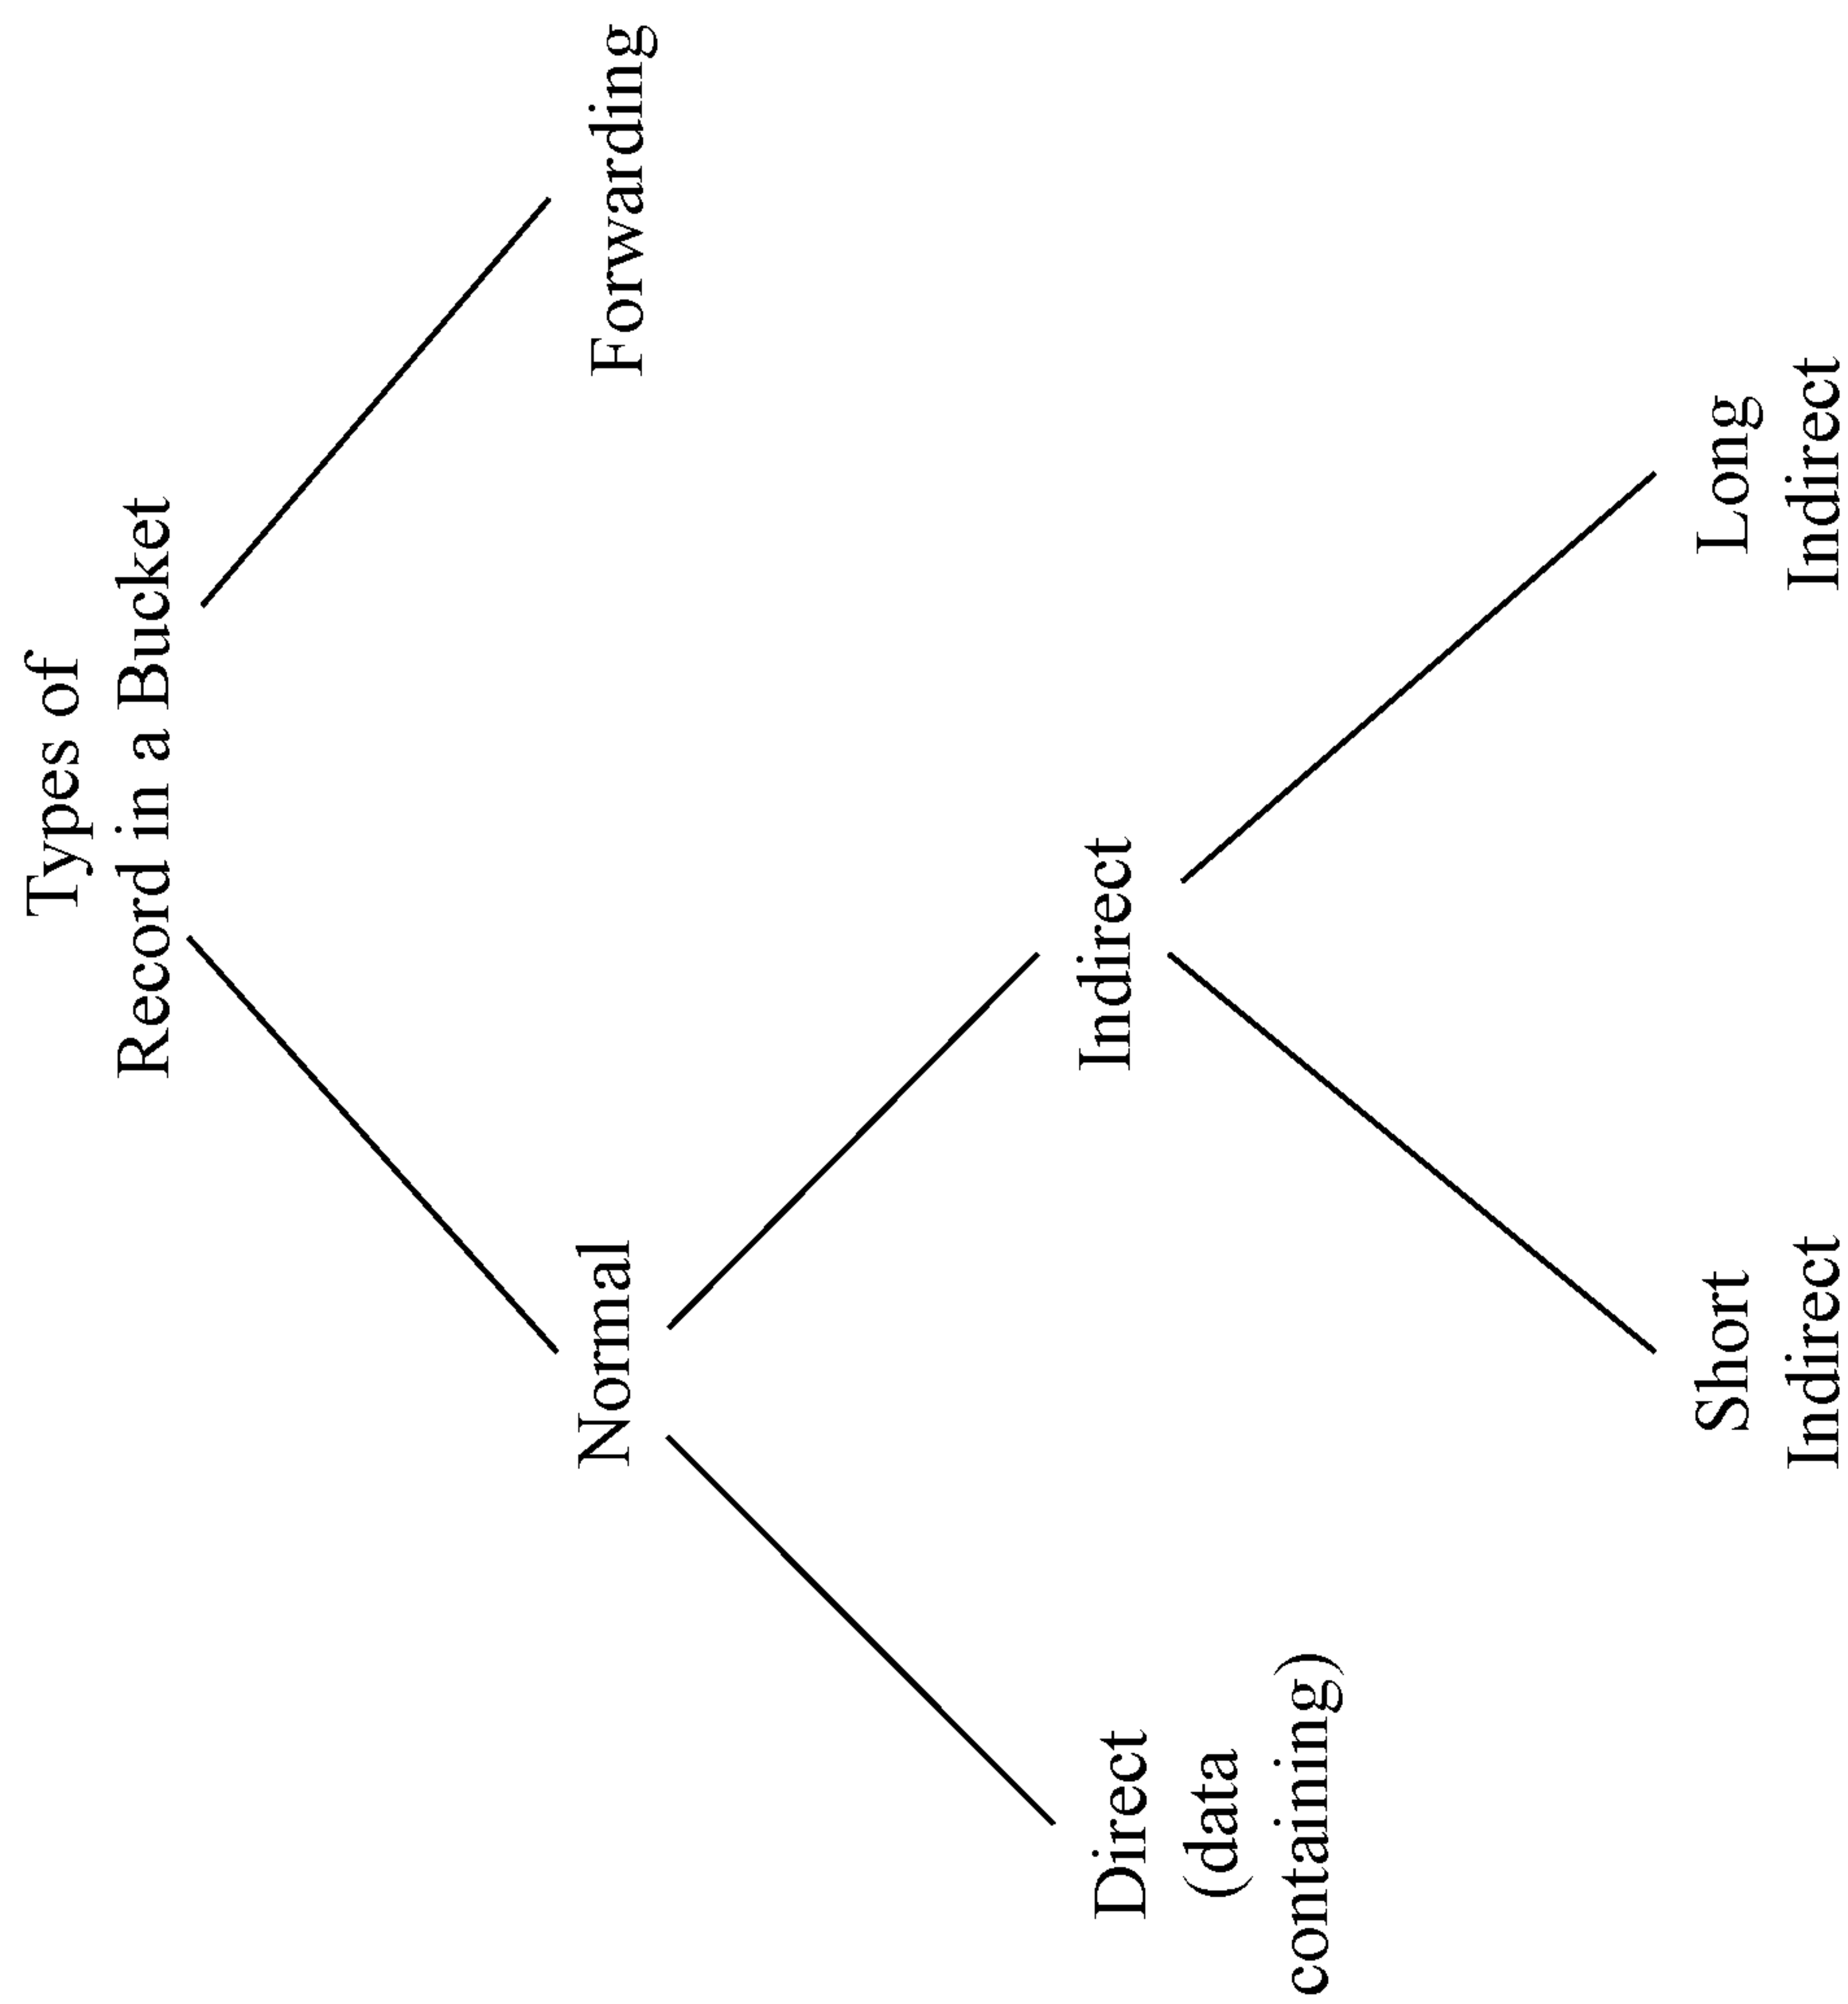 Types of
Record in a Bucket
Normal
Forwarding
Direct
(data
containing)
Indirect
Short
Indirect
Long
Indirect